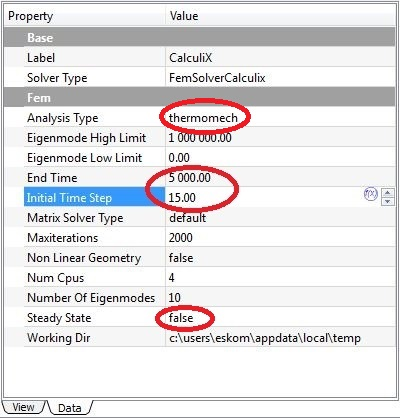 Property Value
Base
Label CalculiX
Solver Type FemSolverCalculix
Fem
Analysis Type thermomech
Eigenmode High Limit 1 000 000.00
Eigenmode Low Limit 0.00
End Time 5 000.00
Initial Time Step 15.00 f(x)
Matrix Solver Type default
Maxiterations 2000
Non Linear Geometry false
Num Cpus 4
Number Of Eigenmodes 10
Steady State false
Working Dir c:\users\eskom\appdata\local\temp
View Data